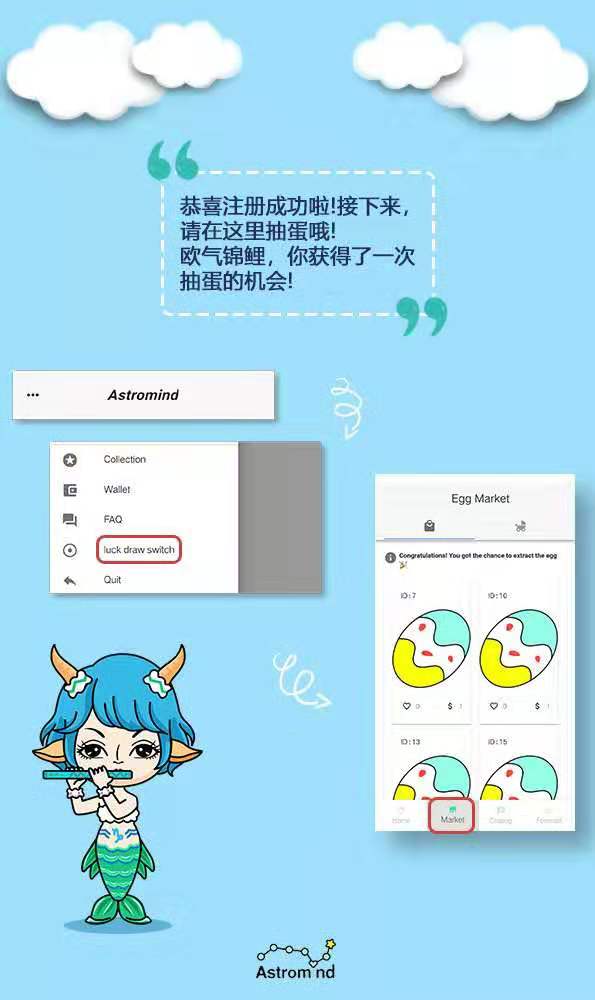 恭喜注册成功啦!接下来，
请在这里抽蛋哦!
欧气锦鲤，你获得了一次
抽蛋的机会!
Astromind
Collection
Wallet
FAQ
luck draw switch
Quit
Egg Market
Congratulations! You got the chance to extract the egg
ID:7
ID:10
0
$ 1
0
$ 1
ID:13
ID:15
Home
Market
Forecast
Astromind